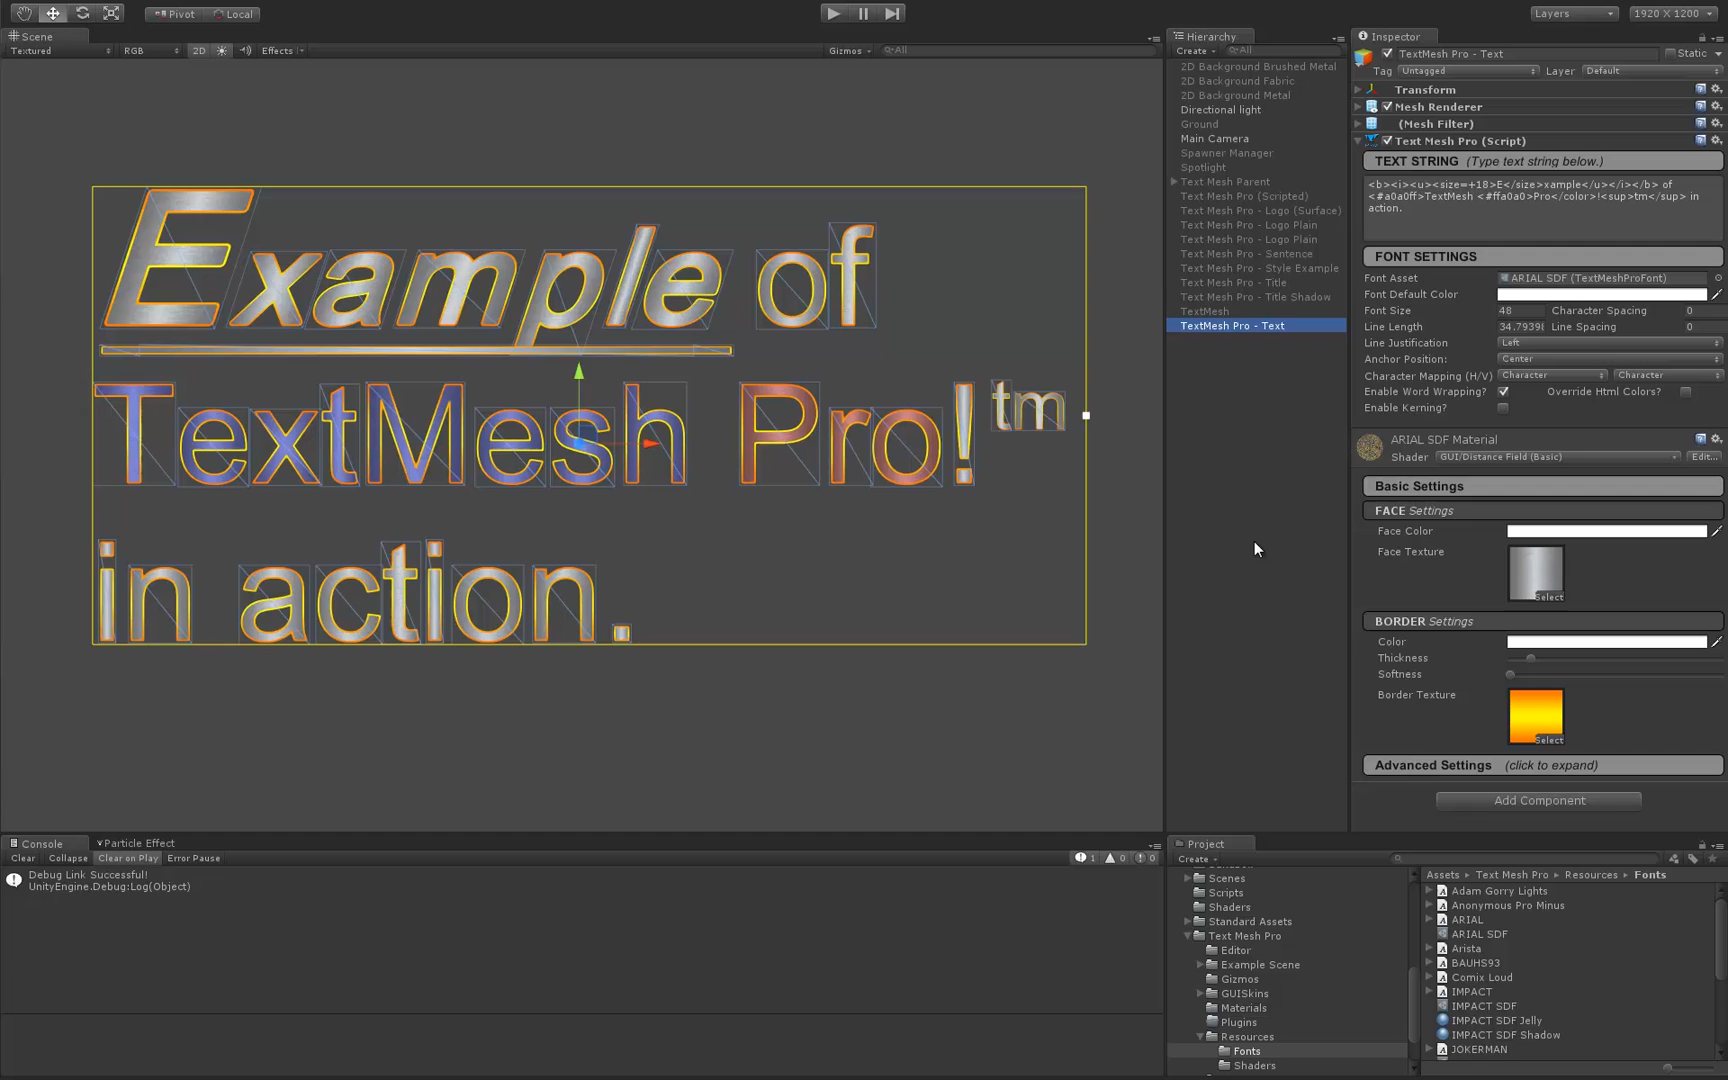 Pivot
Local
Layers
1920 X 1200
Scene
Textured
RGB
2D
Effects
Gizmos
All
Example of
TextMesh Pro!tm
in action.
Hierarchy
Create
All
2D Background Brushed Metal
2D Background Fabric
2D Background Metal
Directional light
Ground
Main Camera
Spawner Manager
Spotlight
Text Mesh Parent
Text Mesh Pro (Scripted)
Text Mesh Pro - Logo (Surface)
Text Mesh Pro - Logo Plain
Text Mesh Pro - Logo Plain
Text Mesh Pro - Sentence
Text Mesh Pro - Style Example
Text Mesh Pro - Title
Text Mesh Pro - Title Shadow
TextMesh
TextMesh Pro - Text
Inspector
TextMesh Pro - Text
Static
Tag Untagged
Layer Default
Transform
Mesh Renderer
(Mesh Filter)
Text Mesh Pro (Script)
TEXT STRING (Type text string below.)
<b><i><u><size=+18>E</size>xample</u></i></b> of
<#a0a0ff>TextMesh <#ffa0a0>Pro</color>!<sup>tm</sup> in
action.
FONT SETTINGS
Font Asset ARIAL SDF (TextMeshProFont)
Font Default Color
Font Size 48 Character Spacing 0
Line Length 34.7939 Line Spacing 0
Line Justification Left
Anchor Position: Center
Character Mapping (H/V) Character Character
Enable Word Wrapping? Override Html Colors?
Enable Kerning?
ARIAL SDF Material
Shader GUI/Distance Field (Basic) Edit...
Basic Settings
FACE Settings
Face Color
Face Texture
Select
BORDER Settings
Color
Thickness
Softness
Border Texture
Select
Advanced Settings (click to expand)
Add Component
Console
Particle Effect
Clear
Collapse
Clear on Play
Error Pause
1
0
0
Debug Link Successful!
UnityEngine.Debug:Log(Object)
Project
Create
Scenes
Scripts
Shaders
Standard Assets
Text Mesh Pro
Editor
Example Scene
Gizmos
GUISkins
Materials
Plugins
Resources
Fonts
Shaders
Assets
Text Mesh Pro
Resources
Fonts
Adam Gorry Lights
Anonymous Pro Minus
ARIAL
ARIAL SDF
Arista
BAUHS93
Comix Loud
IMPACT
IMPACT SDF
IMPACT SDF Jelly
IMPACT SDF Shadow
JOKERMAN